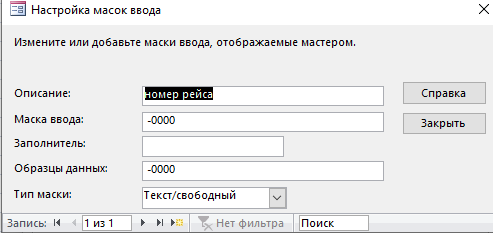 Настройка масок ввода
Измените или добавьте маски ввода, отображаемые мастером.
Описание: номер рейса Справка
Маска ввода: -0000 Закрыть
Заполнитель:
Образцы данных: -0000
Тип маски: Текст/свободный
Запись: 1 из 1 Нет фильтра Поиск